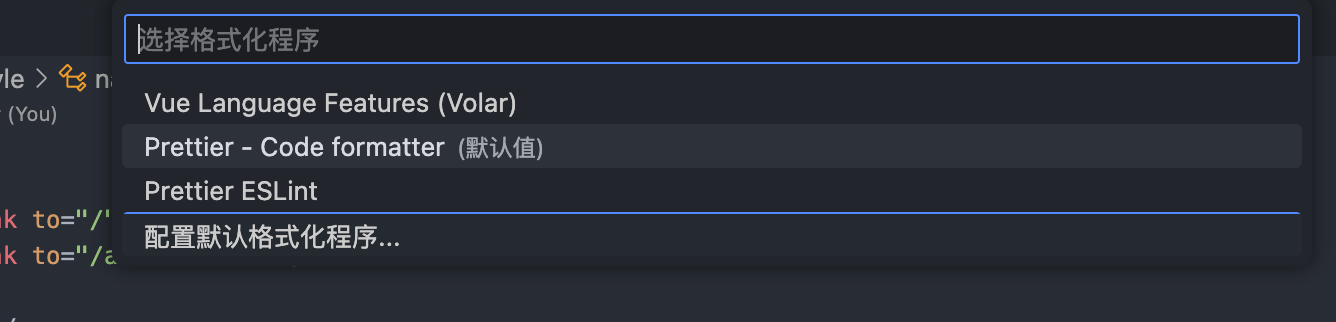 选择格式化程序
yle > na
(You)
Vue Language Features (Volar)
Prettier - Code formatter (默认值)
Prettier ESLint
nk to="/"
配置默认格式化程序...
nk to="/a